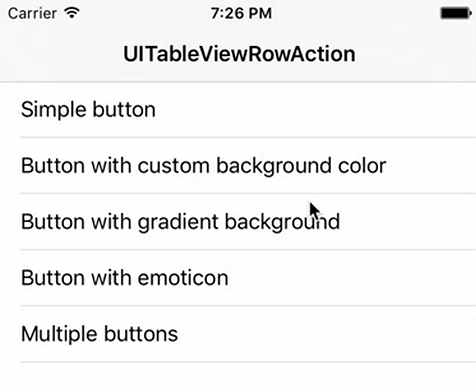 Carrier 7:26 PM
UITableViewRowAction
Simple button
Button with custom background color
Button with gradient background
Button with emoticon
Multiple buttons